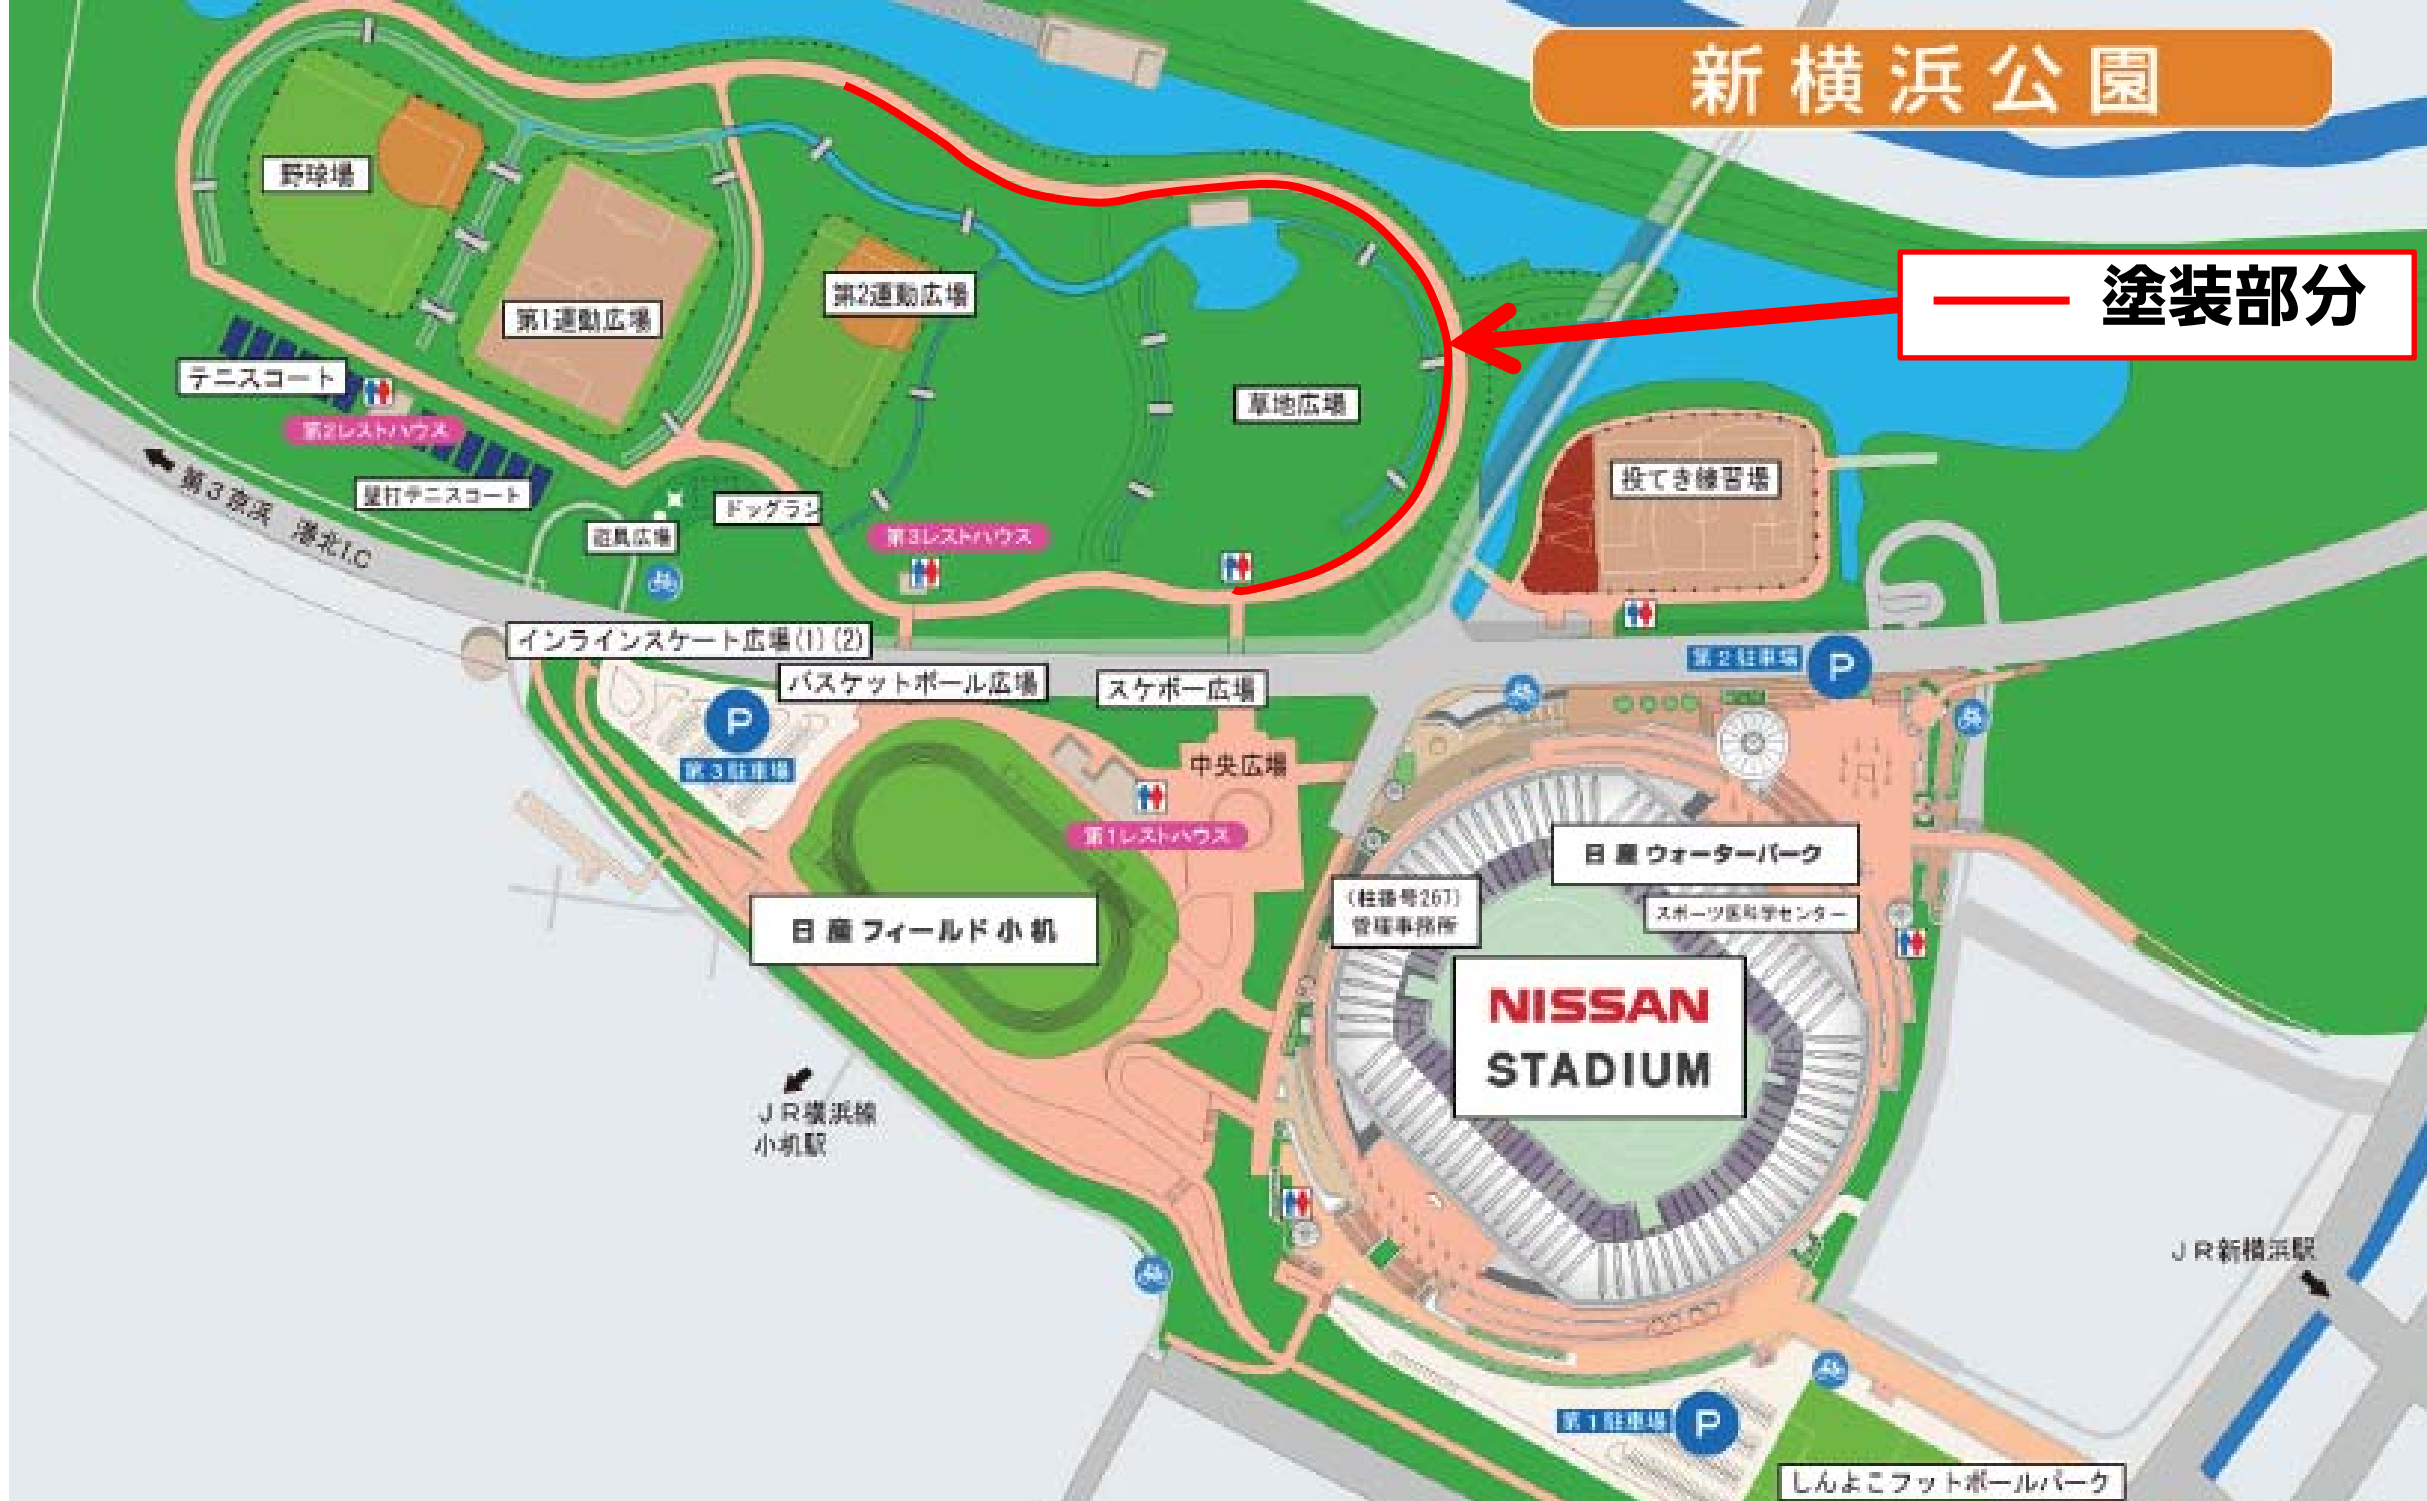 新横浜公園
塗装部分
野球場
第1運動広場
第2運動広場
草地広場
テニスコート
第2レストハウス
壁打テニスコート
第3京浜 港北I.C
遊具広場
ドッグラン
第3レストハウス
投てき練習場
インラインスケート広場(1)(2)
バスケットボール広場
スケボー広場
第2駐車場
P
P
第3駐車場
中央広場
第1レストハウス
日産ウォーターパーク
(柱番号267)
管理事務所
スポーツ医科学センター
日産フィールド小机
NISSAN
STADIUM
JR横浜線
小机駅
JR新横浜駅
第1駐車場
P
しんよこフットボールパーク